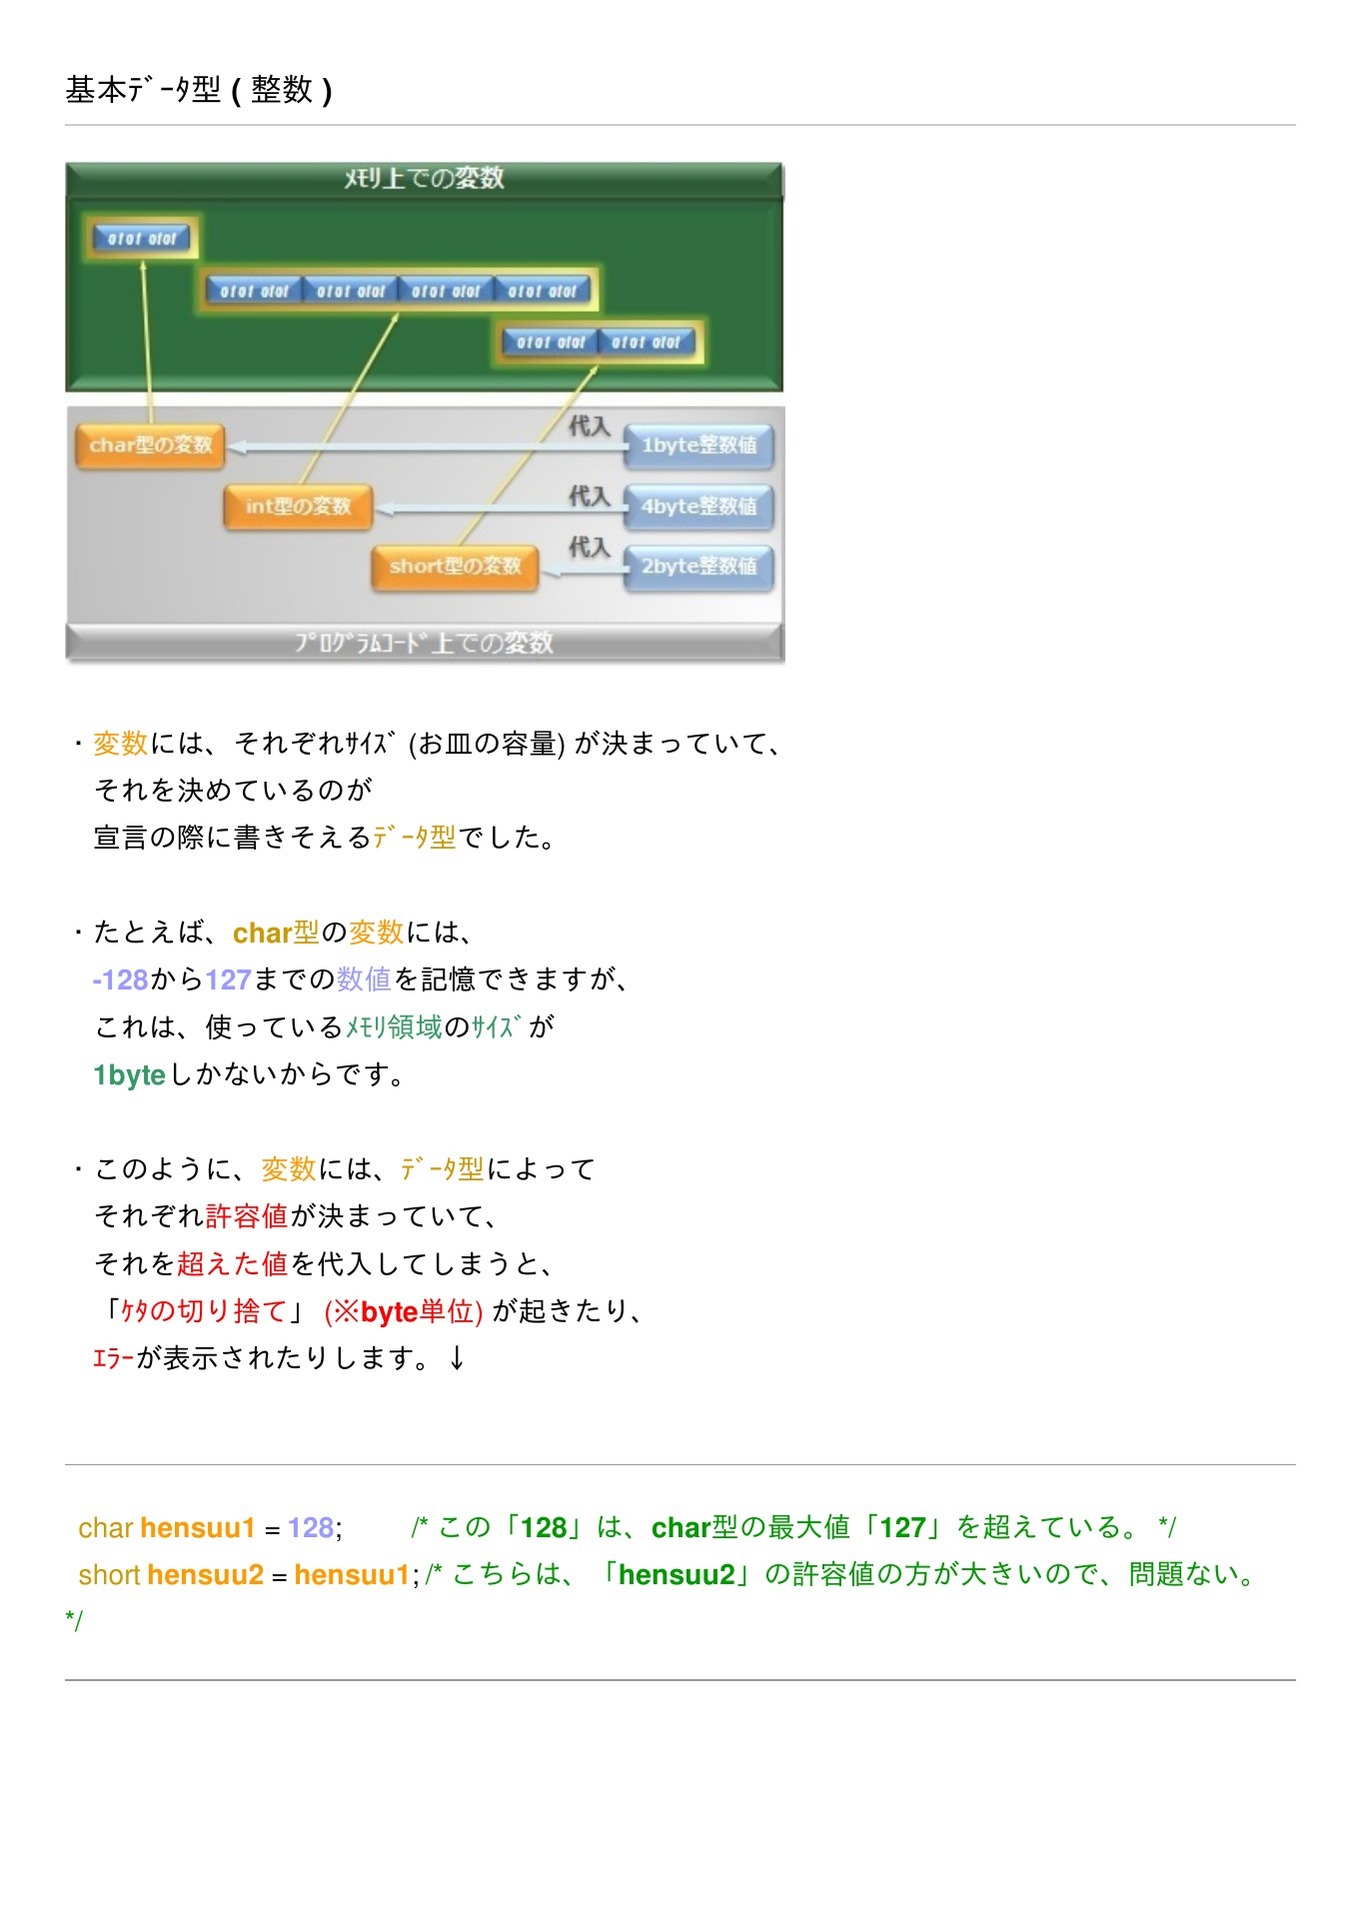 基本ﾃﾞｰﾀ型 ( 整数 )
ﾒﾓﾘ上での変数
0101 0101
0101 0101 0101 0101 0101 0101 0101 0101
0101 0101 0101 0101
代入
char型の変数 1byte整数値
代入
int型の変数 4byte整数値
代入
short型の変数 2byte整数値
ﾌﾟﾛｸﾞﾗﾑｺｰﾄﾞ上での変数
・変数には、それぞれｻｲｽﾞ (お皿の容量) が決まっていて、
それを決めているのが
宣言の際に書きそえるﾃﾞｰﾀ型でした。
・たとえば、char型の変数には、
-128から127までの数値を記憶できますが、
これは、使っているﾒﾓﾘ領域のｻｲｽﾞが
1byteしかないからです。
・このように、変数には、ﾃﾞｰﾀ型によって
それぞれ許容値が決まっていて、
それを超えた値を代入してしまうと、
「ｹﾀの切り捨て」 (※byte単位) が起きたり、
ｴﾗｰが表示されたりします。↓
char hensuu1 = 128; /* この「128」は、char型の最大値「127」を超えている。 */
short hensuu2 = hensuu1; /* こちらは、「hensuu2」の許容値の方が大きいので、問題ない。
*/